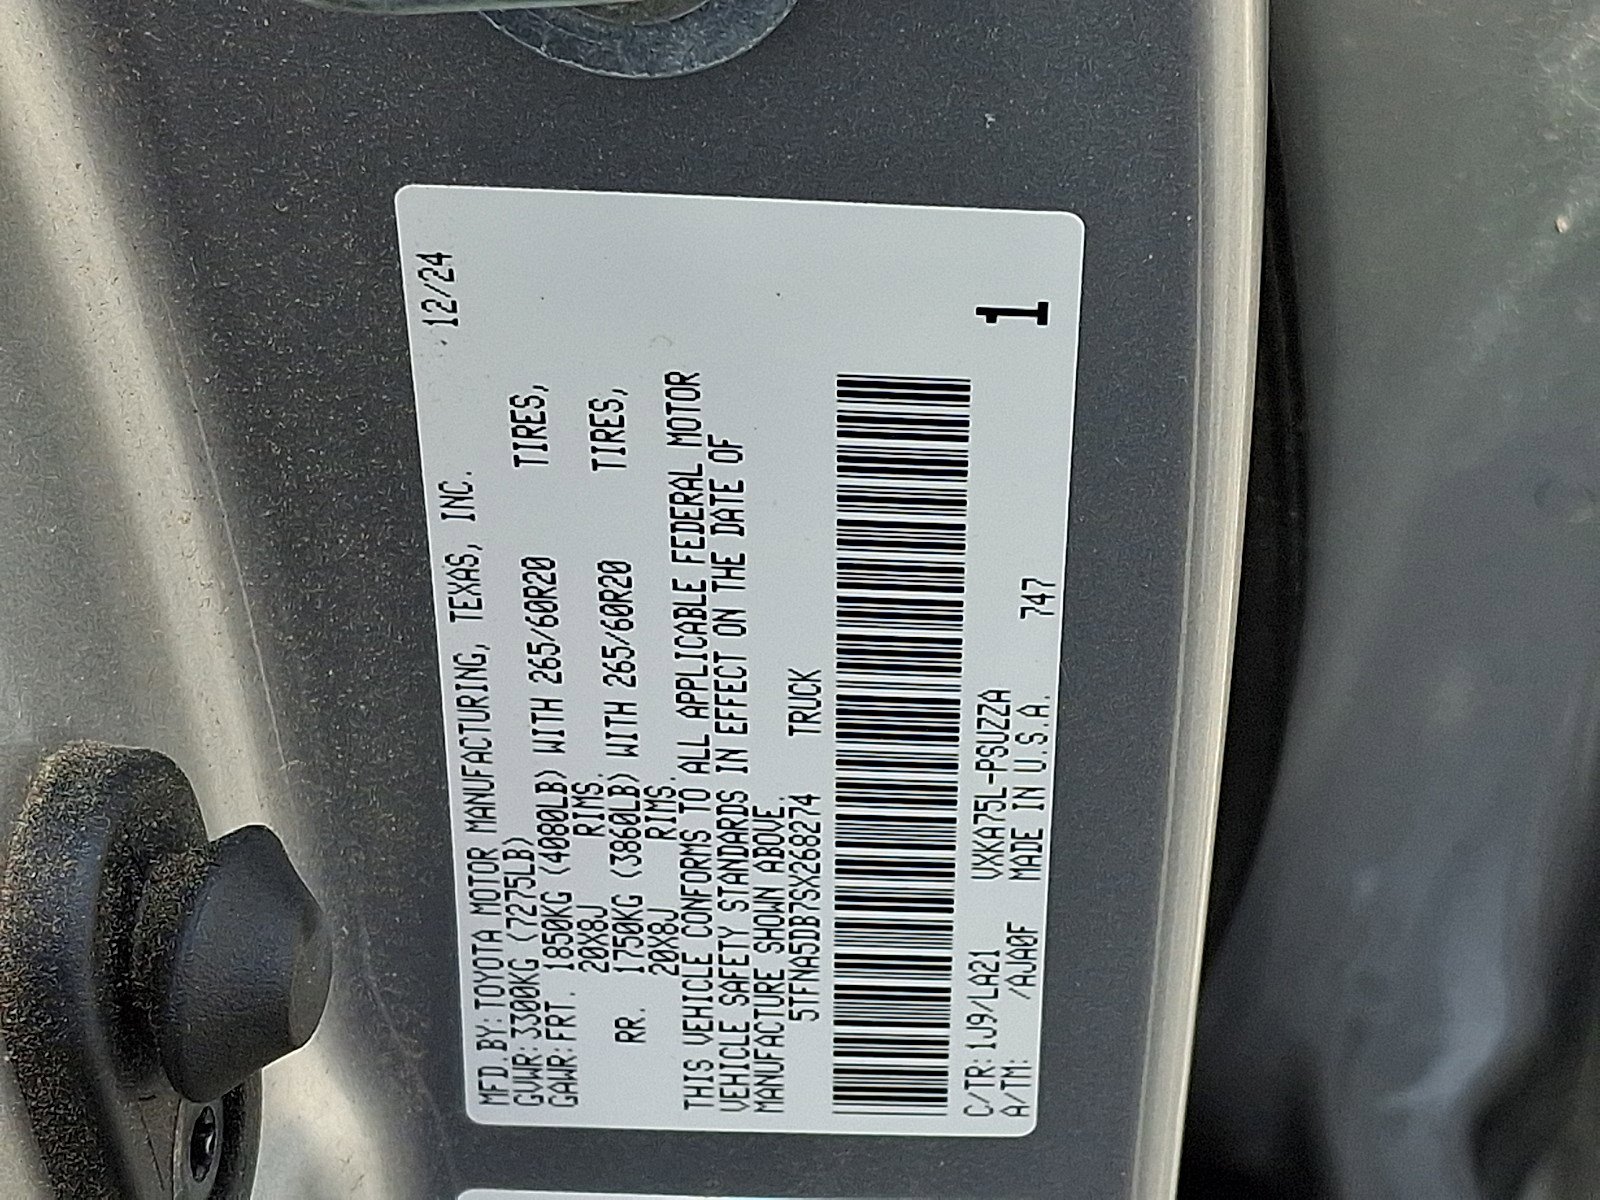 12/24
MFD.BY:TOYOTA MOTOR MANUFACTURING, TEXAS, INC.
GVWR:3300KG (7275LB)
GAWR:FRT. 1850KG (4080LB) WITH 265/60R20 TIRES,
20X8J RIMS.
RR. 1750KG (3860LB) WITH 265/60R20 TIRES,
20X8J RIMS.
THIS VEHICLE CONFORMS TO ALL APPLICABLE FEDERAL MOTOR
VEHICLE SAFETY STANDARDS IN EFFECT ON THE DATE OF
MANUFACTURE SHOWN ABOVE.
5TFNA5DB7SX268274 TRUCK
C/TR:1J9/LA21 VXKA75L-PSUZZA 747
A/TM: /AJA0F MADE IN U.S.A.
1